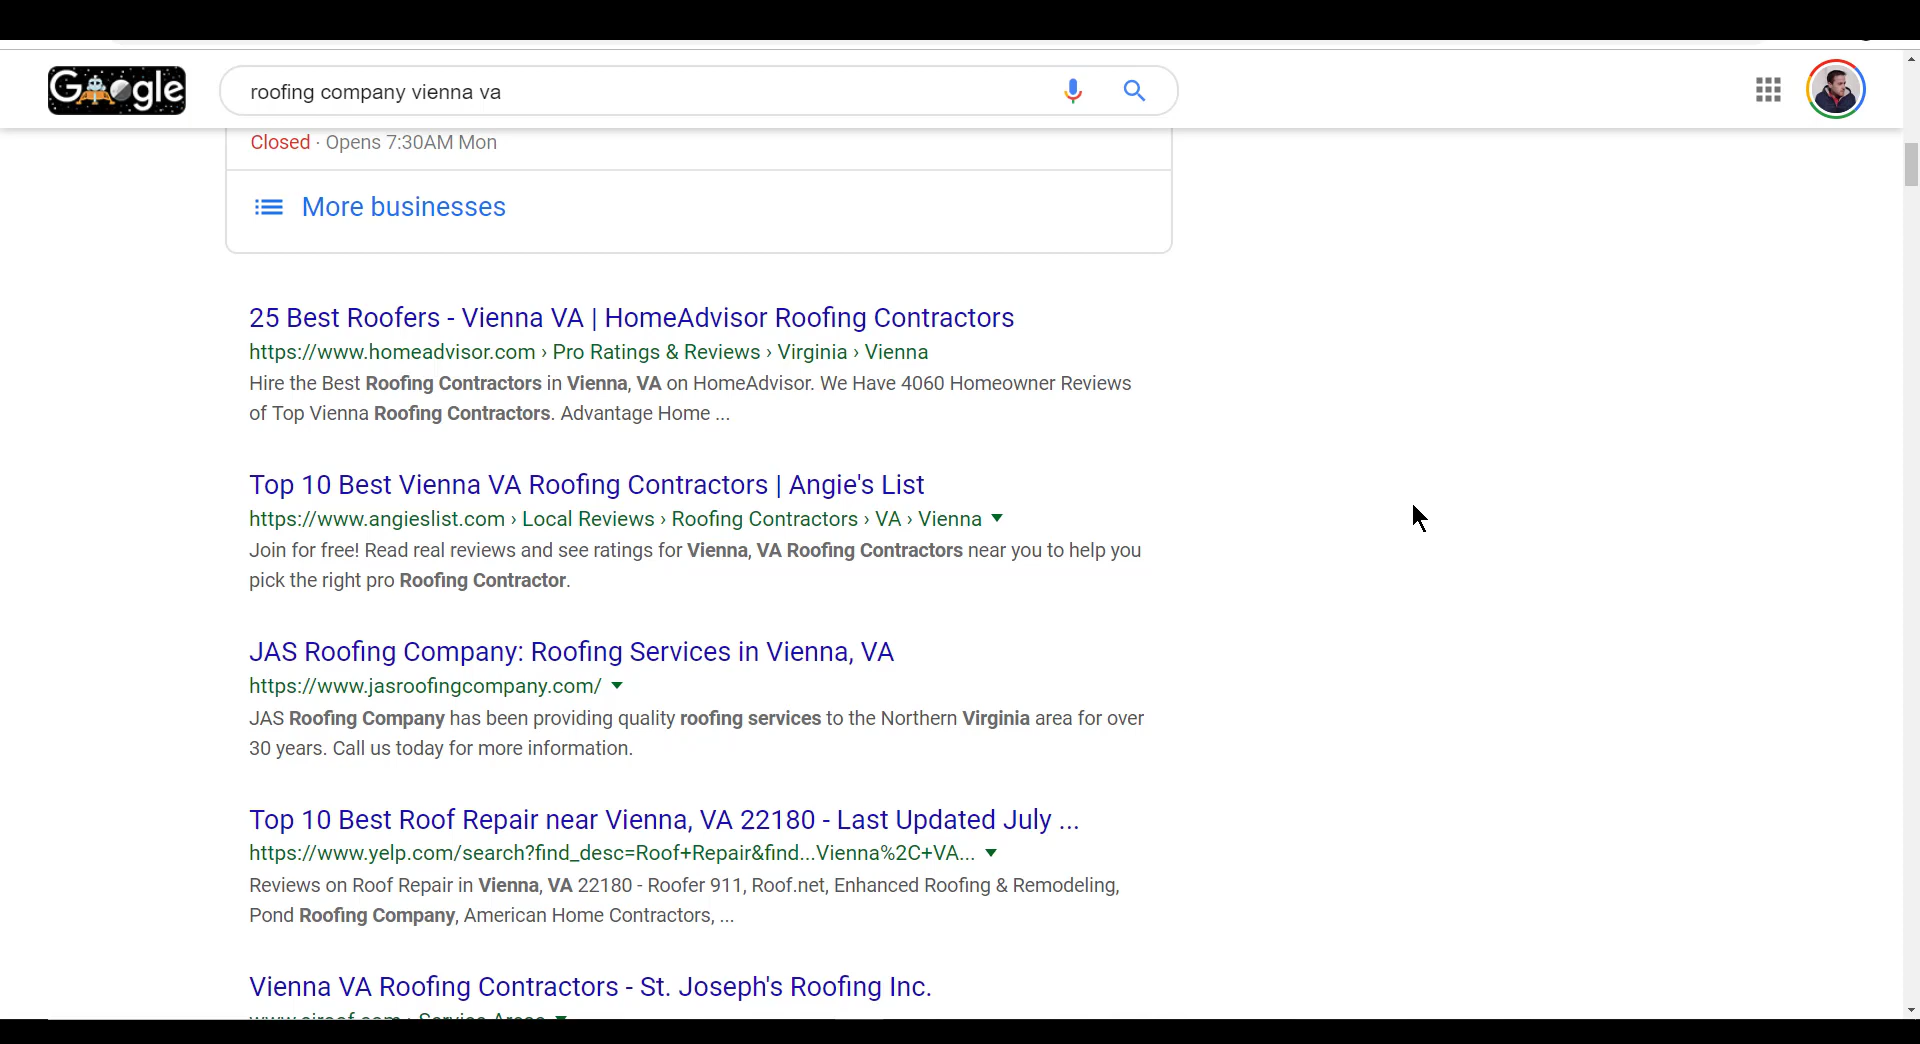 Google
roofing company vienna va
Closed · Opens 7:30AM Mon
More businesses
25 Best Roofers - Vienna VA | HomeAdvisor Roofing Contractors
https://www.homeadvisor.com › Pro Ratings & Reviews › Virginia › Vienna
Hire the Best Roofing Contractors in Vienna, VA on HomeAdvisor. We Have 4060 Homeowner Reviews
of Top Vienna Roofing Contractors. Advantage Home ...
Top 10 Best Vienna VA Roofing Contractors | Angie's List
https://www.angieslist.com › Local Reviews › Roofing Contractors › VA › Vienna
Join for free! Read real reviews and see ratings for Vienna, VA Roofing Contractors near you to help you
pick the right pro Roofing Contractor.
JAS Roofing Company: Roofing Services in Vienna, VA
https://www.jasroofingcompany.com/
JAS Roofing Company has been providing quality roofing services to the Northern Virginia area for over
30 years. Call us today for more information.
Top 10 Best Roof Repair near Vienna, VA 22180 - Last Updated July ...
https://www.yelp.com/search?find_desc=Roof+Repair&find...Vienna%2C+VA...
Reviews on Roof Repair in Vienna, VA 22180 - Roofer 911, Roof.net, Enhanced Roofing & Remodeling,
Pond Roofing Company, American Home Contractors, ...
Vienna VA Roofing Contractors - St. Joseph's Roofing Inc.
› Service Areas